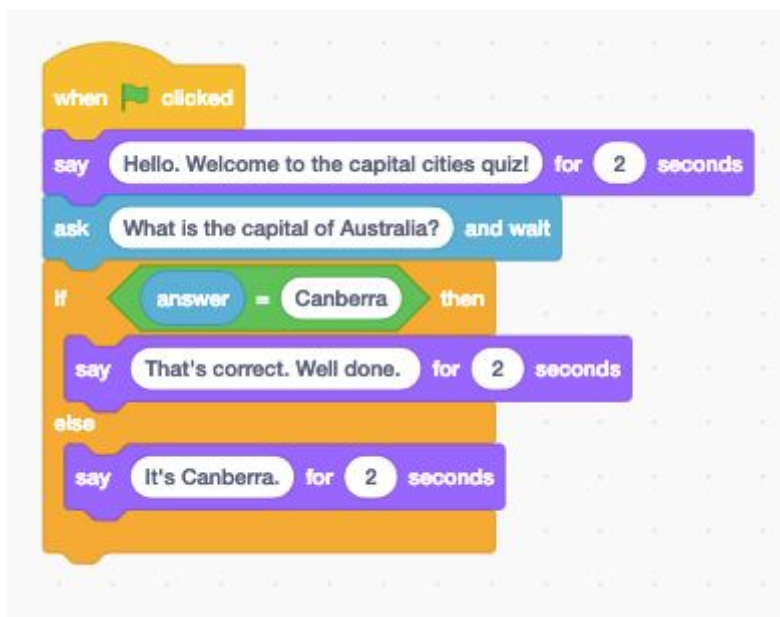 when clicked
say Hello. Welcome to the capital cities quiz! for 2 seconds
ask What is the capital of Australia? and wait
if answer = Canberra then
say That's correct. Well done. for 2 seconds
else
say It's Canberra. for 2 seconds